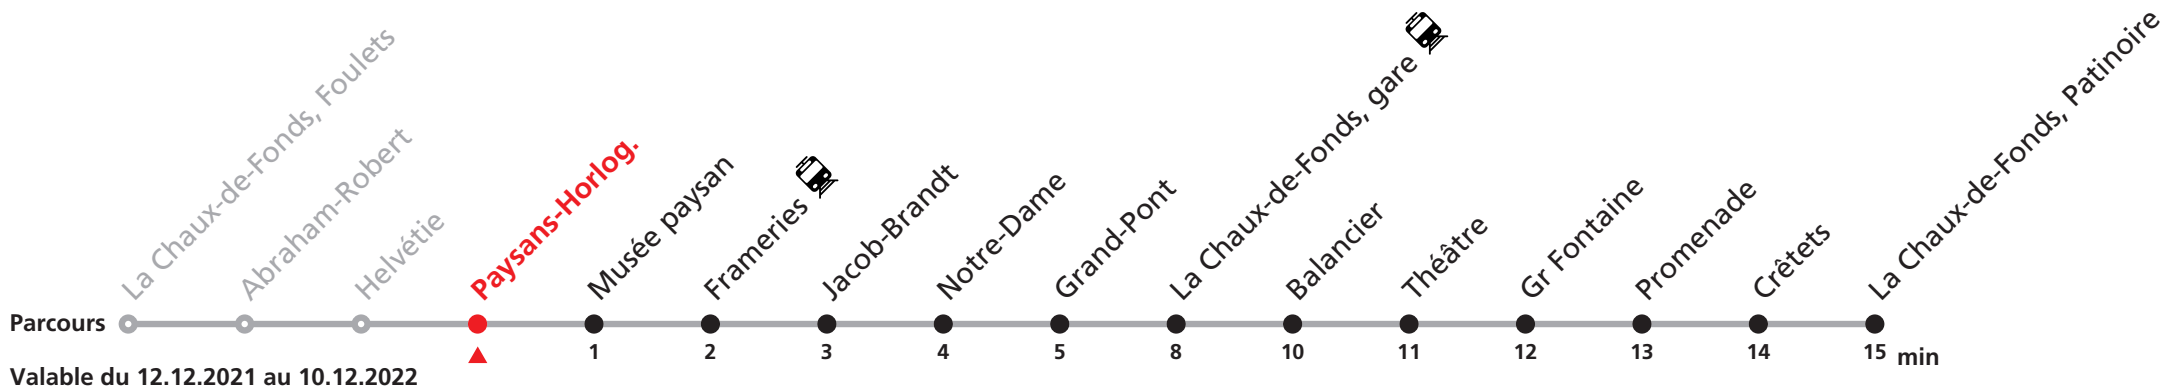 La Chaux-de-Fonds, Foulets
Abraham-Robert
Helvétie
Paysans-Horlog.
Musée paysan
Frameries
Jacob-Brandt
Notre-Dame
Grand-Pont
La Chaux-de-Fonds, gare
Balancier
Théâtre
Gr Fontaine
Promenade
Crêtets
La Chaux-de-Fonds, Patinoire
Parcours
1 2 3 4 5 8 10 11 12 13 14 15 min
Valable du 12.12.2021 au 10.12.2022